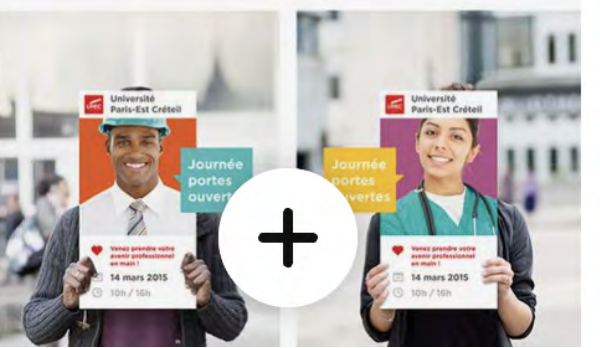 UPEC
Université
Paris-Est Créteil
Journée
portes
Venez prendre votre
avenir professionnel
en main !
14 mars 2015
10h / 16h
UPEC
Université
Paris-Est Créteil
Journée
portes
Venez prendre votre
avenir professionnel
en main !
14 mars 2015
10h / 16h